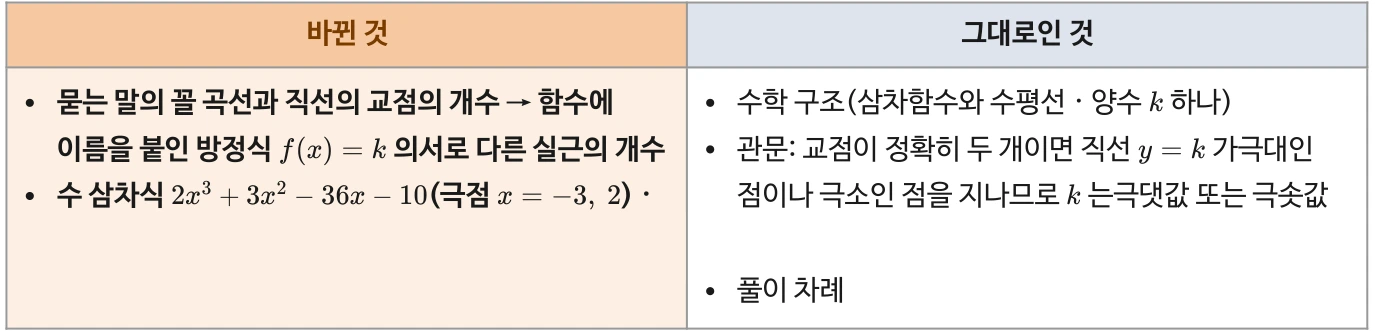 바뀐 것
그대로인 것
• 묻는 말의 꼴 곡선과 직선의 교점의 개수 → 함수에
이름을 붙인 방정식 f(x) = k 의서로 다른 실근의 개수
• 수 삼차식 2x³ + 3x² − 36x − 10(극점 x = −3, 2) ·
• 수학 구조(삼차함수와 수평선 · 양수 k 하나)
• 관문: 교점이 정확히 두 개이면 직선 y = k 가극대인
점이나 극소인 점을 지나므로 k 는극댓값 또는 극솟값
• 풀이 차례